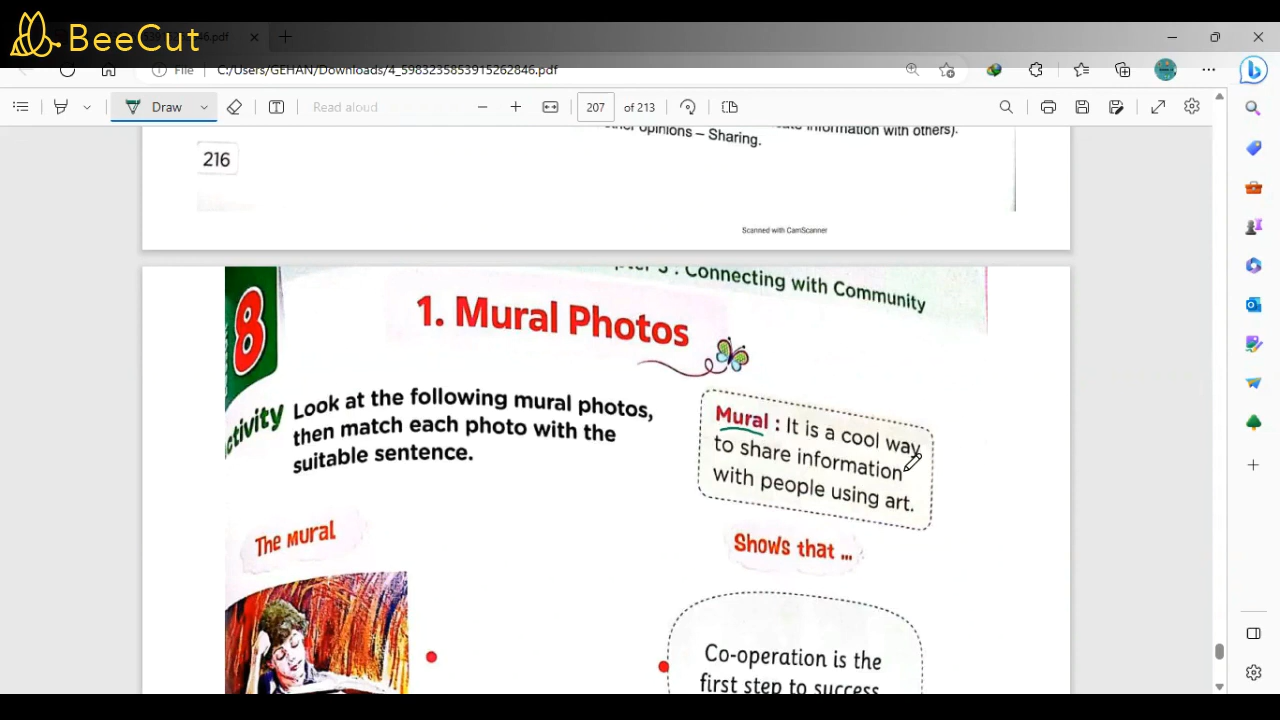 BeeCut
.pdf
File
C:/Users/GEHAN/Downloads/4_5983235853915262846.pdf
Draw
Read aloud
207
of 213
information with others).
opinions – Sharing.
216
Scanned with CamScanner
: Connecting with Community
8
1. Mural Photos
Look at the following mural photos,
then match each photo with the
suitable sentence.
Mural : It is a cool way
to share information
with people using art.
The Mural
Shows that ...
Co-operation is the
first step to success